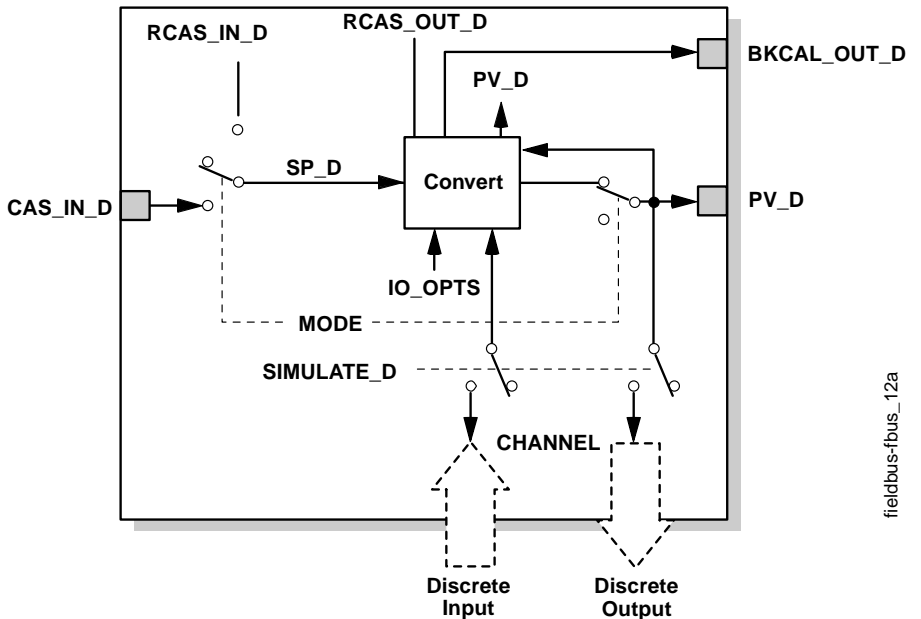 RCAS_IN_D
RCAS_OUT_D
BKCAL_OUT_D
PV_D
SP_D
Convert
CAS_IN_D
PV_D
IO_OPTS
MODE
SIMULATE_D
CHANNEL
Discrete
Input
Discrete
Output
fieldbus-fbus_12a